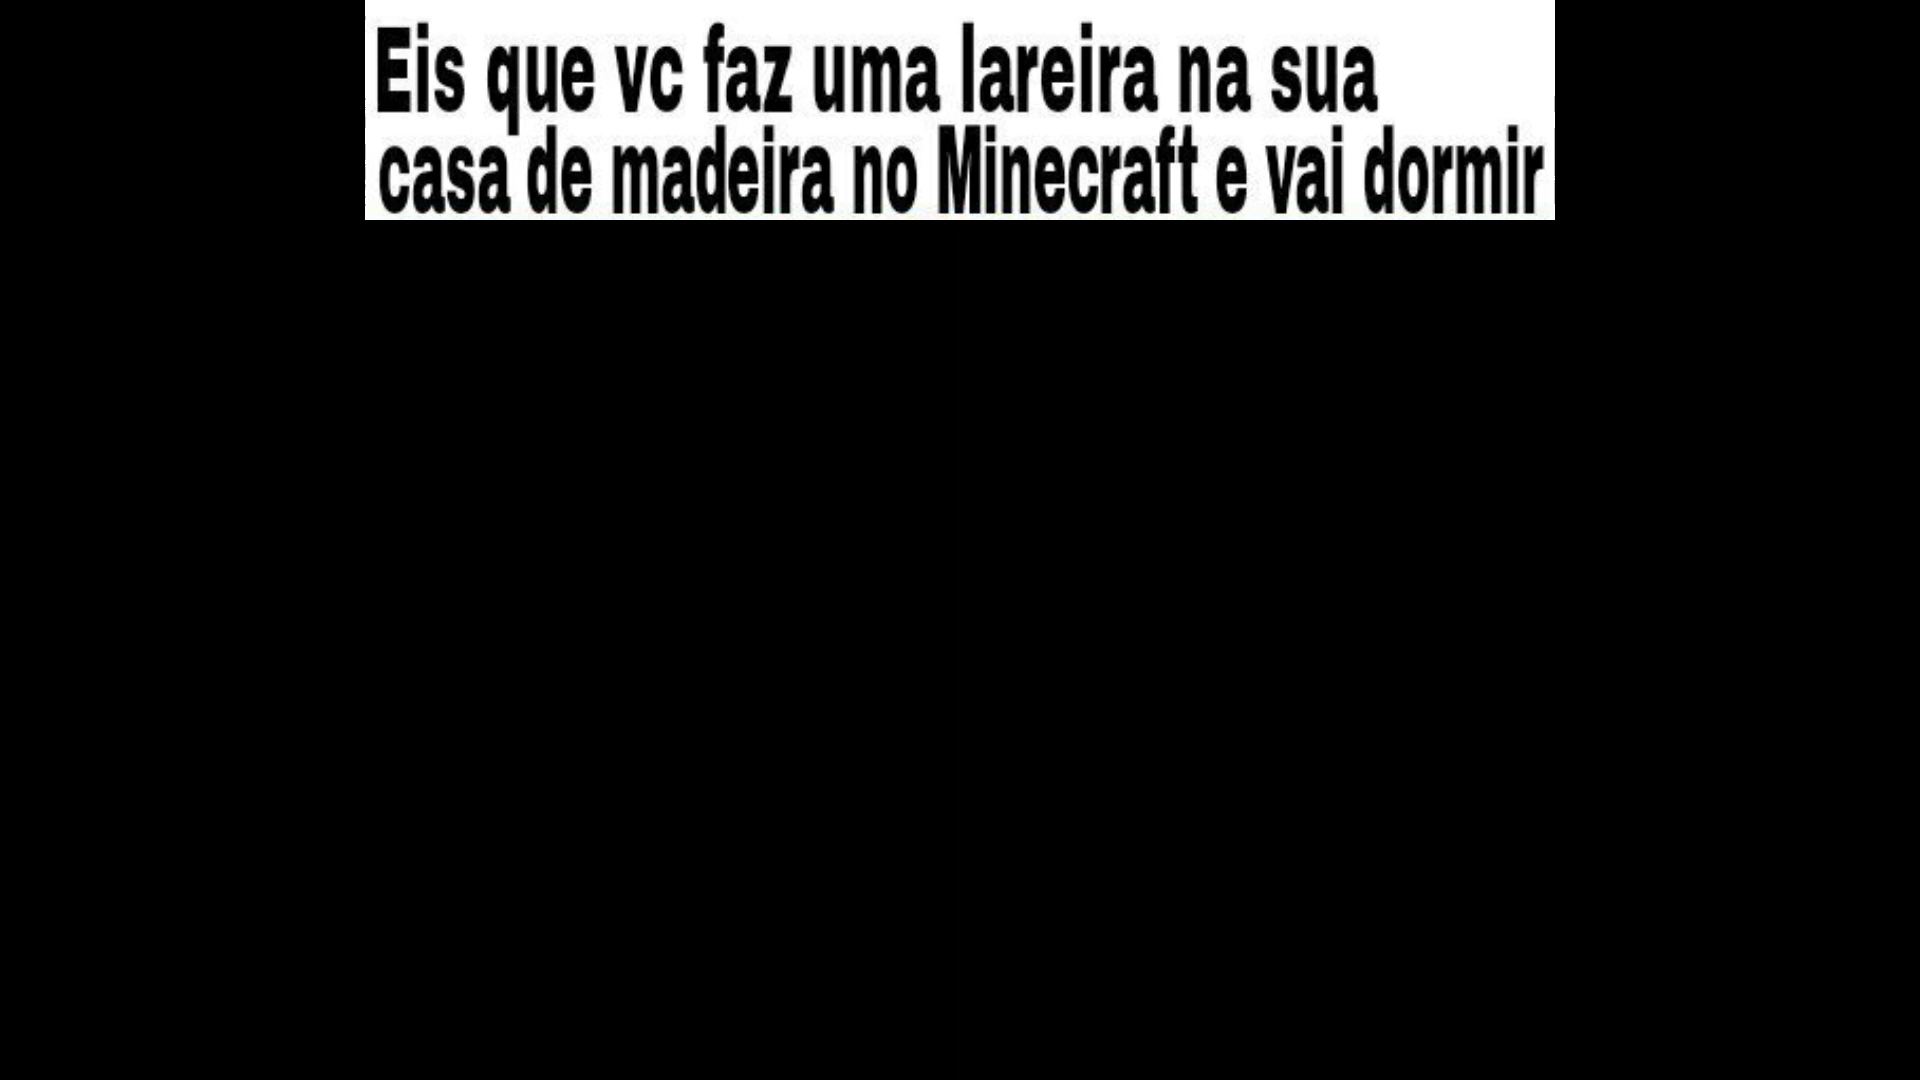 Eis que vc faz uma lareira na sua
casa de madeira no Minecraft e vai dormir